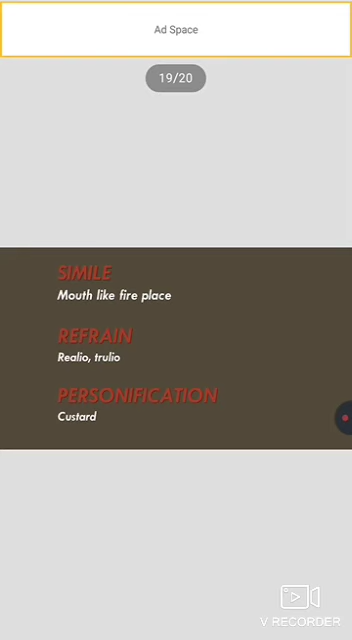 Ad Space
19/20
SIMILE
Mouth like fire place
REFRAIN
Realio, trulio
PERSONIFICATION
Custard
V RECORDER